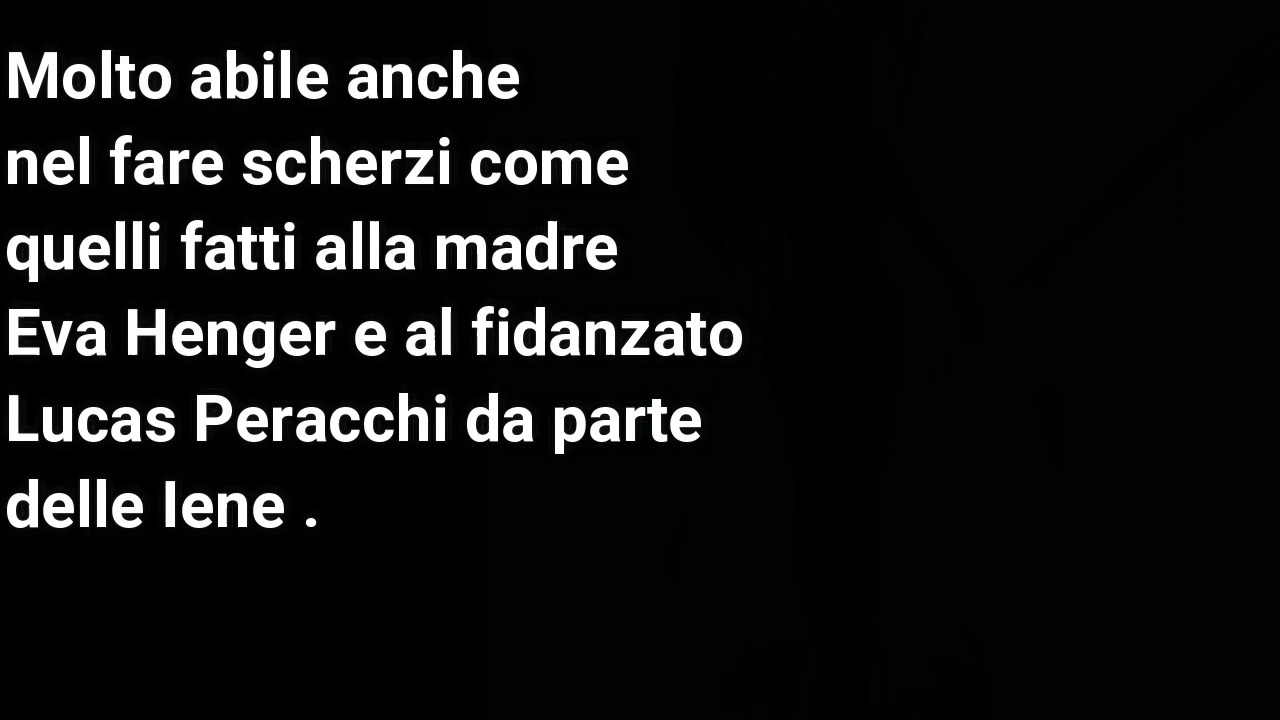 Molto abile anche
nel fare scherzi come
quelli fatti alla madre
Eva Henger e al fidanzato
Lucas Peracchi da parte
delle Iene .